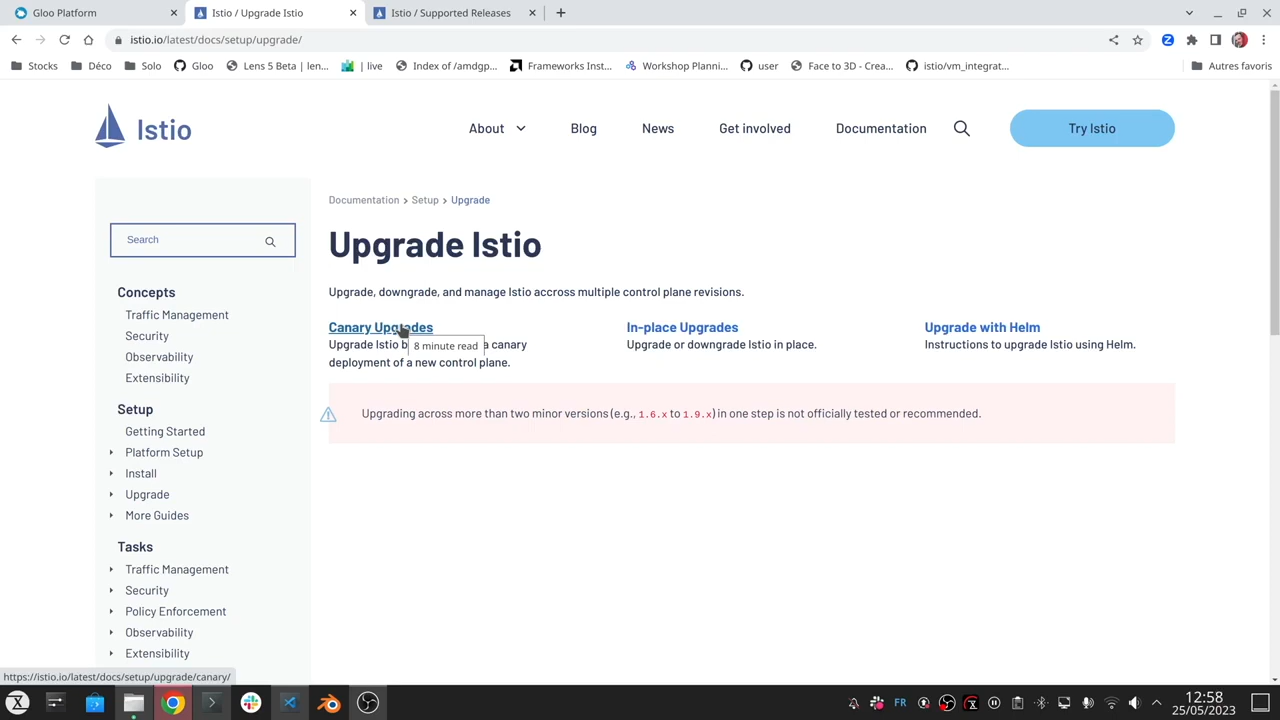 Gloo Platform
Istio / Upgrade Istio
Istio / Supported Releases
istio.io/latest/docs/setup/upgrade/
Stocks
Déco
Solo
Gloo
Lens 5 Beta | len...
| live
Index of /amdgp...
Frameworks Inst...
Workshop Planni...
user
Face to 3D - Crea...
istio/vm_integrat...
Autres favoris
Istio
About
Blog
News
Get involved
Documentation
Try Istio
Search
Concepts
Traffic Management
Security
Observability
Extensibility
Setup
Getting Started
Platform Setup
Install
Upgrade
More Guides
Tasks
Traffic Management
Security
Policy Enforcement
Observability
Extensibility
Documentation > Setup > Upgrade
Upgrade Istio
Upgrade, downgrade, and manage Istio accross multiple control plane revisions.
Canary Upgrades
Upgrade Istio b
a canary
deployment of a new control plane.
8 minute read
In-place Upgrades
Upgrade or downgrade Istio in place.
Upgrade with Helm
Instructions to upgrade Istio using Helm.
Upgrading across more than two minor versions (e.g., 1.6.x to 1.9.x) in one step is not officially tested or recommended.
https://istio.io/latest/docs/setup/upgrade/canary/
FR
12:58
25/05/2023